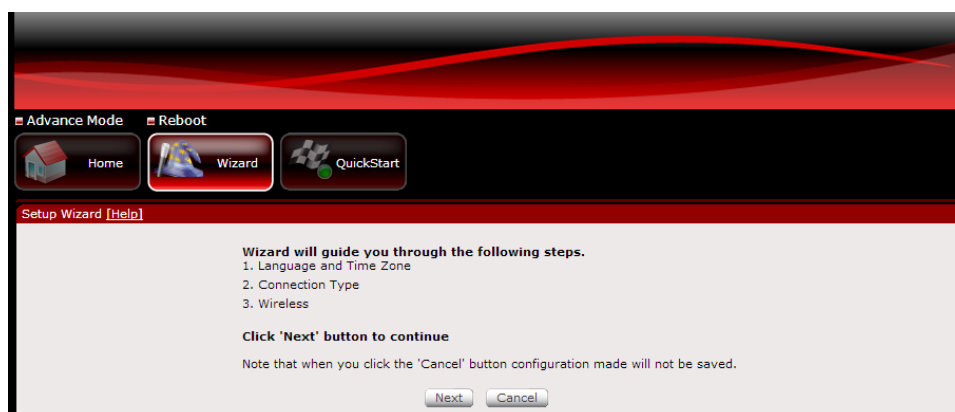 Advance Mode Reboot
Home Wizard QuickStart
Setup Wizard [Help]
Wizard will guide you through the following steps.
1. Language and Time Zone
2. Connection Type
3. Wireless
Click 'Next' button to continue
Note that when you click the 'Cancel' button configuration made will not be saved.
Next Cancel